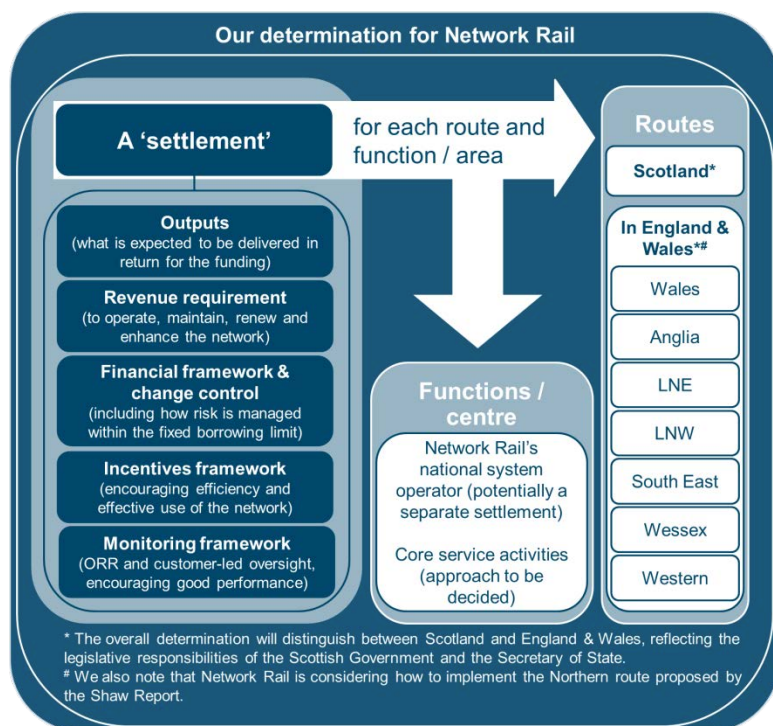 Our determination for Network Rail
A ‘settlement’
for each route and
function / area
Outputs
(what is expected to be delivered in
return for the funding)
Revenue requirement
(to operate, maintain, renew and
enhance the network)
Financial framework &
change control
(including how risk is managed
within the fixed borrowing limit)
Incentives framework
(encouraging efficiency and
effective use of the network)
Monitoring framework
(ORR and customer-led oversight,
encouraging good performance)
Functions /
centre
Network Rail’s
national system
operator (potentially a
separate settlement)
Core service activities
(approach to be
decided)
Routes
Scotland*
In England &
Wales*#
Wales
Anglia
LNE
LNW
South East
Wessex
Western
* The overall determination will distinguish between Scotland and England & Wales, reflecting the
legislative responsibilities of the Scottish Government and the Secretary of State.
# We also note that Network Rail is considering how to implement the Northern route proposed by
the Shaw Report.